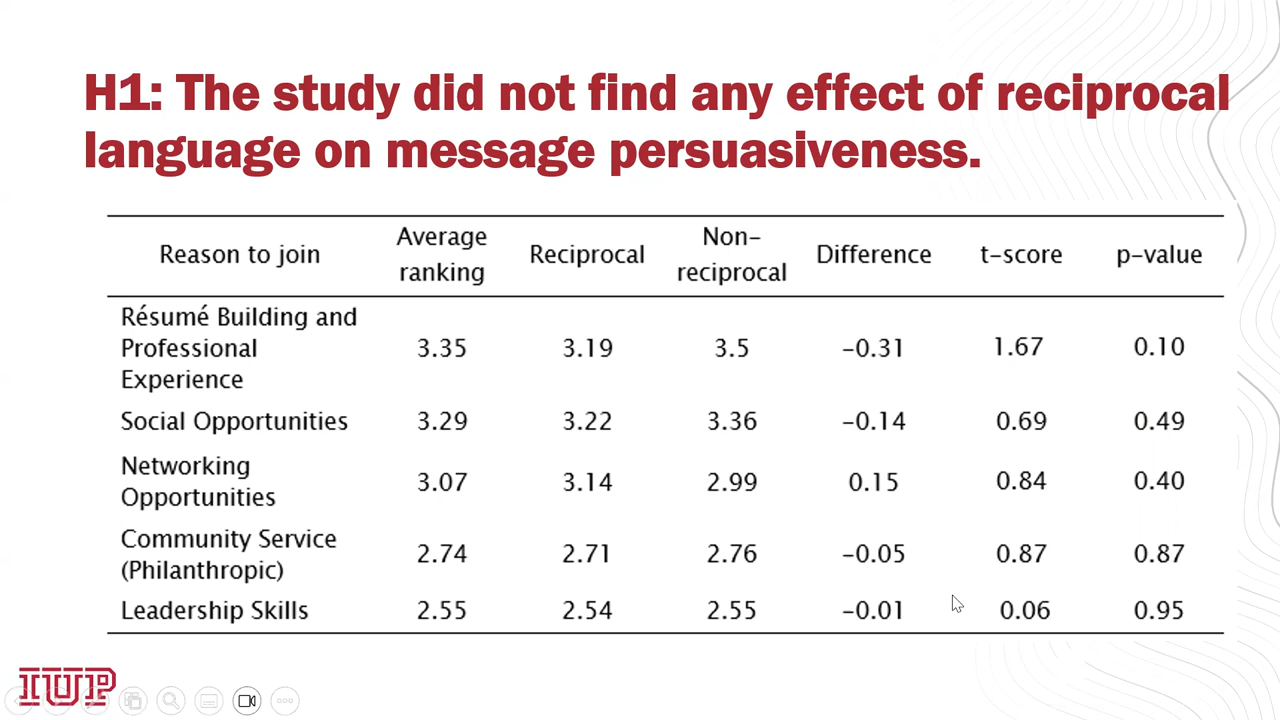 H1: The study did not find any effect of reciprocal
language on message persuasiveness.
Reason to join Average ranking Reciprocal Non-reciprocal Difference t-score p-value
Résumé Building and Professional Experience 3.35 3.19 3.5 -0.31 1.67 0.10
Social Opportunities 3.29 3.22 3.36 -0.14 0.69 0.49
Networking Opportunities 3.07 3.14 2.99 0.15 0.84 0.40
Community Service (Philanthropic) 2.74 2.71 2.76 -0.05 0.87 0.87
Leadership Skills 2.55 2.54 2.55 -0.01 0.06 0.95
IUP